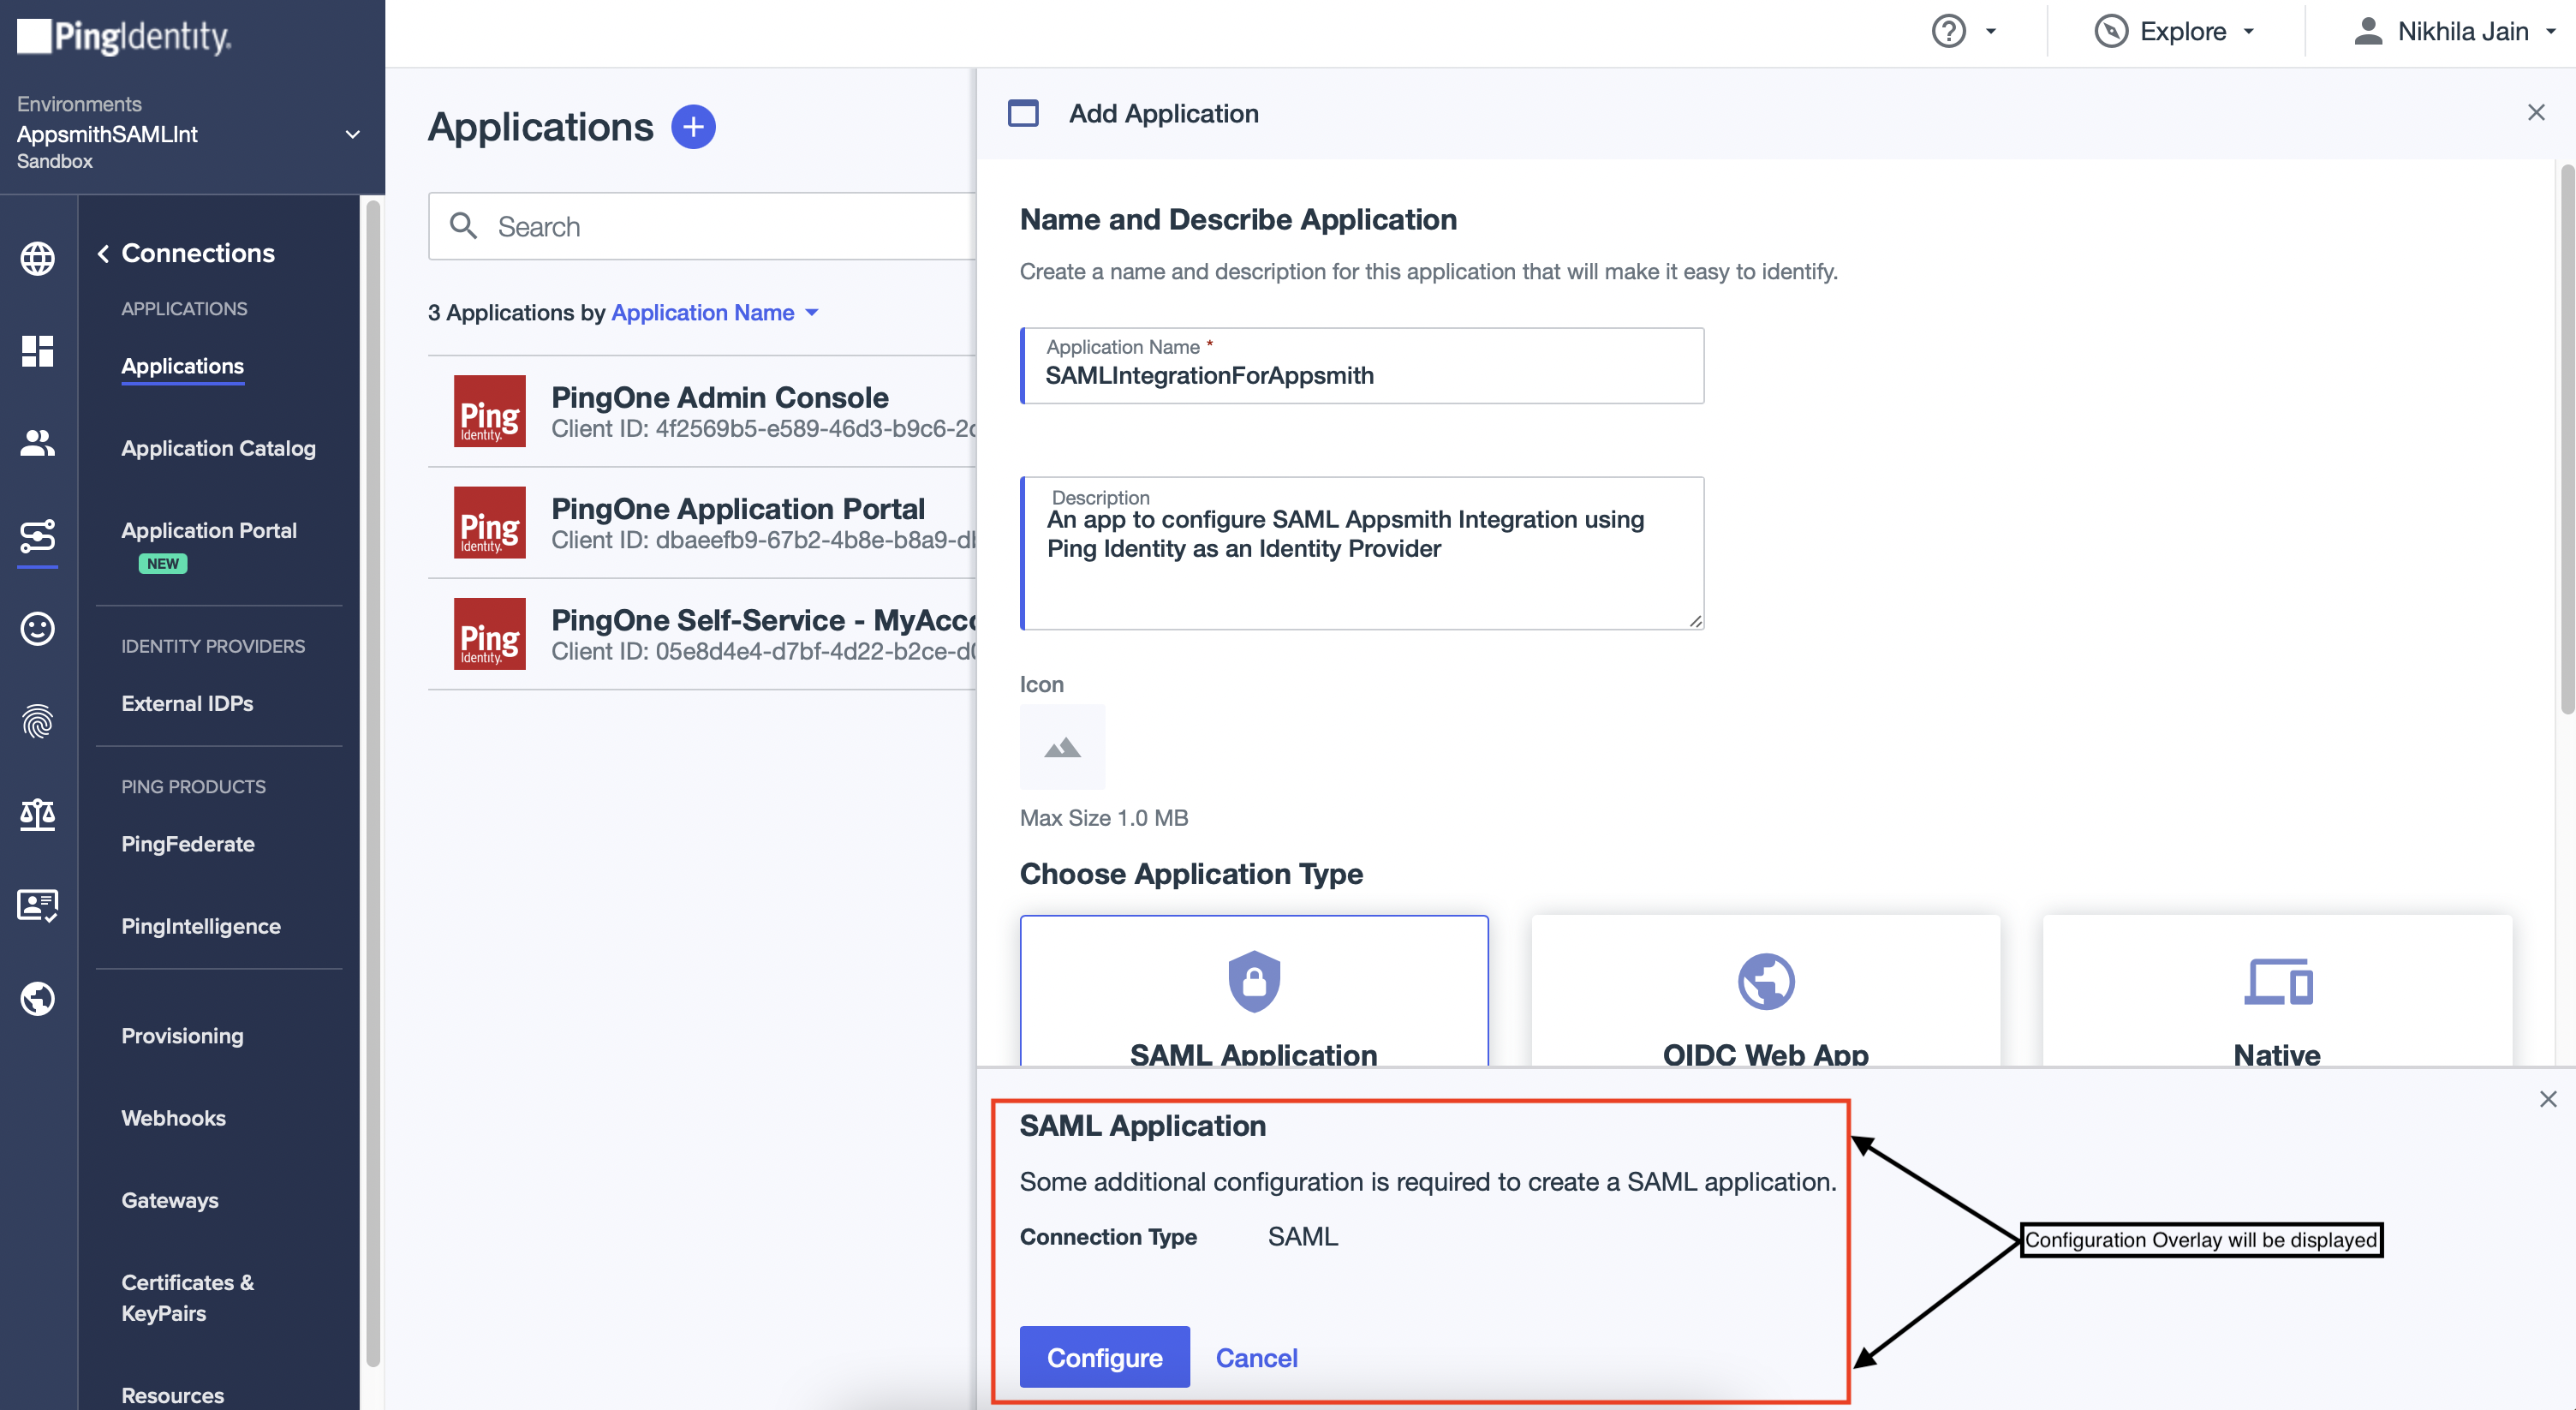 PingIdentity.
Explore
Nikhila Jain
Environments
AppsmithSAMLInt
Sandbox
Connections
APPLICATIONS
Applications
Application Catalog
Application Portal
NEW
IDENTITY PROVIDERS
External IDPs
PING PRODUCTS
PingFederate
PingIntelligence
Provisioning
Webhooks
Gateways
Certificates &
KeyPairs
Resources
Applications
Search
3 Applications by Application Name
Ping
Identity.
PingOne Admin Console
Client ID: 4f2569b5-e589-46d3-b9c6-2
Ping
Identity.
PingOne Application Portal
Client ID: dbaeefb9-67b2-4b8e-b8a9-d
Ping
Identity.
PingOne Self-Service - MyAcc
Client ID: 05e8d4e4-d7bf-4d22-b2ce-d
Add Application
Name and Describe Application
Create a name and description for this application that will make it easy to identify.
Application Name *
SAMLIntegrationForAppsmith
Description
An app to configure SAML Appsmith Integration using
Ping Identity as an Identity Provider
Icon
Max Size 1.0 MB
Choose Application Type
SAML Application
OIDC Web App
Native
SAML Application
Some additional configuration is required to create a SAML application.
Connection Type SAML
Configure Cancel
Configuration Overlay will be displayed